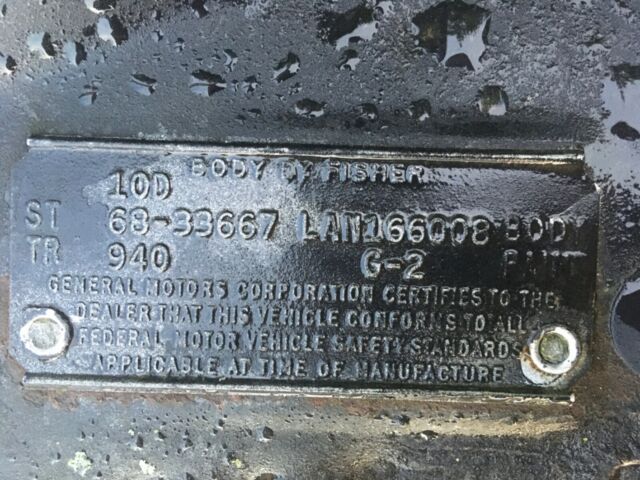 BODY BY FISHER
10D
ST 68-33667 LAN166008 BODY
TR 940 G-2 PAINT
GENERAL MOTORS CORPORATION CERTIFIES TO THE
DEALER THAT THIS VEHICLE CONFORMS TO ALL
FEDERAL MOTOR VEHICLE SAFETY STANDARDS
APPLICABLE AT TIME OF MANUFACTURE